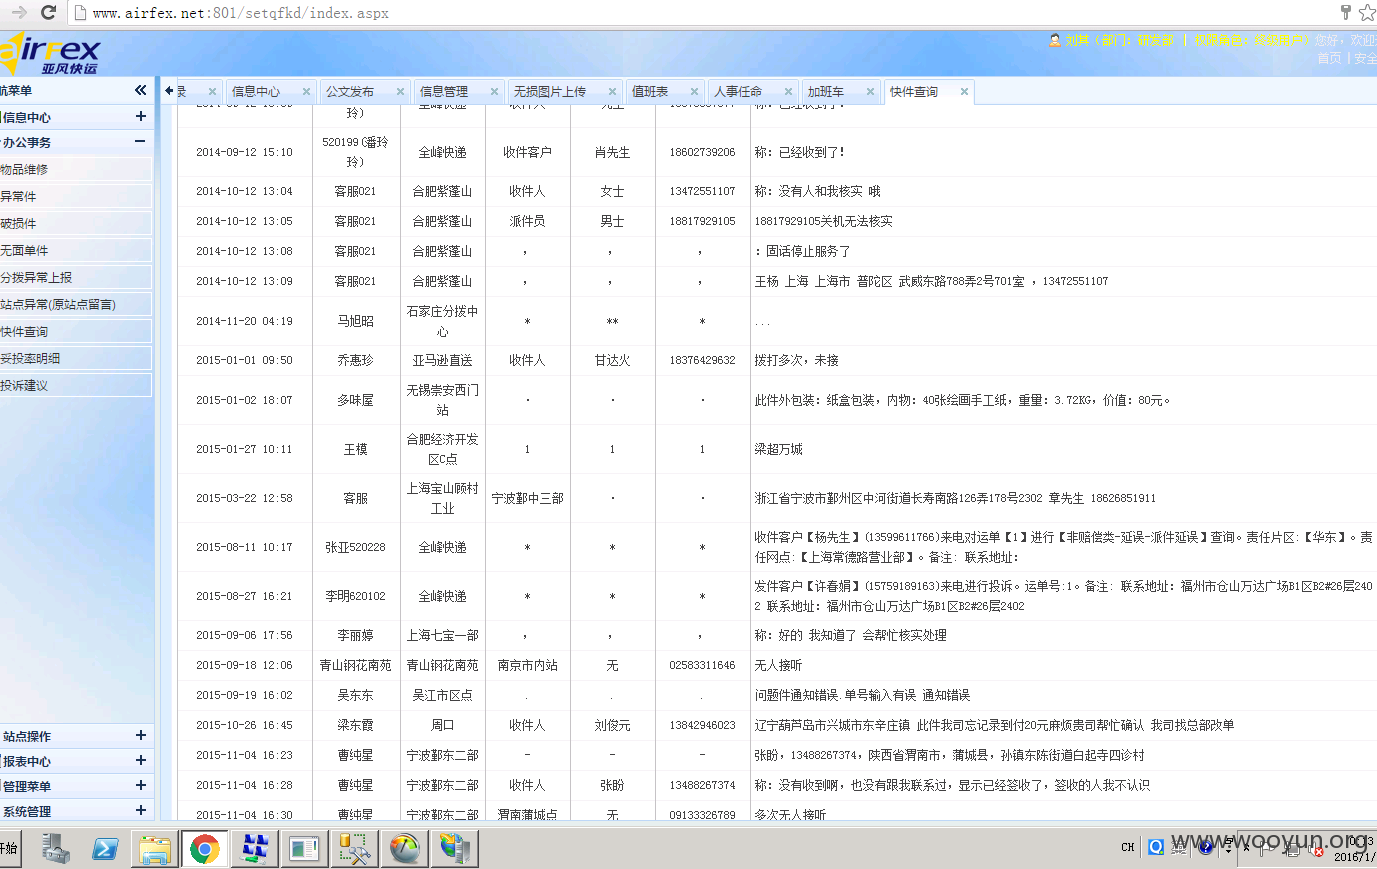 www.airfex.net:801/setqfkd/index.aspx
airFex
亚风快运
刘其（部门：研发部 | 权限角色：
您好，欢迎
首页 | 安全
航菜单
录 信息中心 公文发布 信息管理 无损图片上传 值班表 人事任命 加班车 快件查询
信息中心
办公事务
物品维修
异常件
破损件
无面单件
分拨异常上报
站点异常(原站点留言)
快件查询
妥投率明细
投诉建议
站点操作
报表中心
管理菜单
系统管理
玲）
2014-09-12 15:10 520199(潘玲玲） 全峰快递 收件客户 肖先生 18602739206 称：已经收到了！
2014-10-12 13:04 客服021 合肥紫蓬山 收件人 女士 13472551107 称：没有人和我核实 哦
2014-10-12 13:05 客服021 合肥紫蓬山 派件员 男士 18817929105 18817929105关机无法核实
2014-10-12 13:08 客服021 合肥紫蓬山 ， ， ， ：固话停止服务了
2014-10-12 13:09 客服021 合肥紫蓬山 ， ， ， 王杨 上海 上海市 普陀区 武威东路788弄2号701室 ，13472551107
2014-11-20 04:19 马旭昭 石家庄分拨中心 * ** * ...
2015-01-01 09:50 乔惠珍 亚马逊直送 收件人 甘达火 18376429632 拨打多次，未接
2015-01-02 18:07 多味屋 无锡崇安西门站 · · · 此件外包装：纸盒包装，内物：40张绘画手工纸，重量：3.72KG，价值：80元。
2015-01-27 10:11 王模 合肥经济开发区C点 1 1 1 梁超万城
2015-03-22 12:58 客服 上海宝山顾村工业 宁波鄞中三部 · · 浙江省宁波市鄞州区中河街道长寿南路126弄178号2302 章先生 18626851911
2015-08-11 10:17 张亚520228 全峰快递 * * * 收件客户【杨先生】(13599611766)来电对运单【1】进行【非赔偿类-延误-派件延误】查询。责任片区:【华东】。责
任网点:【上海常德路营业部】。备注: 联系地址:
2015-08-27 16:21 李明620102 全峰快递 * * * 发件客户【许春娟】(15759189163)来电进行投诉。运单号:1。备注: 联系地址: 福州市仓山万达广场B1区B2#26层240
2 联系地址: 福州市仓山万达广场B1区B2#26层2402
2015-09-06 17:56 李丽婷 上海七宝一部 ， ， ， 称：好的 我知道了 会帮忙核实处理
2015-09-18 12:06 青山钢花南苑 青山钢花南苑 南京市内站 无 02583311646 无人接听
2015-09-19 16:02 吴东东 吴江市区点 . . . 问题件通知错误.单号输入有误 通知错误
2015-10-26 16:45 梁东霞 周口 收件人 刘俊元 13842946023 辽宁葫芦岛市兴城市东辛庄镇 此件我司忘记录到付20元麻烦贵司帮忙确认 我司找总部改单
2015-11-04 16:23 曹纯星 宁波鄞东二部 - - - 张盼，13488267374，陕西省渭南市，蒲城县，孙镇东陈街道白起寺四诊村
2015-11-04 16:28 曹纯星 宁波鄞东二部 收件人 张盼 13488267374 称：没有收到啊，也没有跟我联系过，显示已经签收了，签收的人我不认识
2015-11-04 16:30 曹纯星 宁波鄞东二部 渭南蒲城点 无 09133326789 多次无人接听
开始
CH
www.wooyun.org
2016/1/